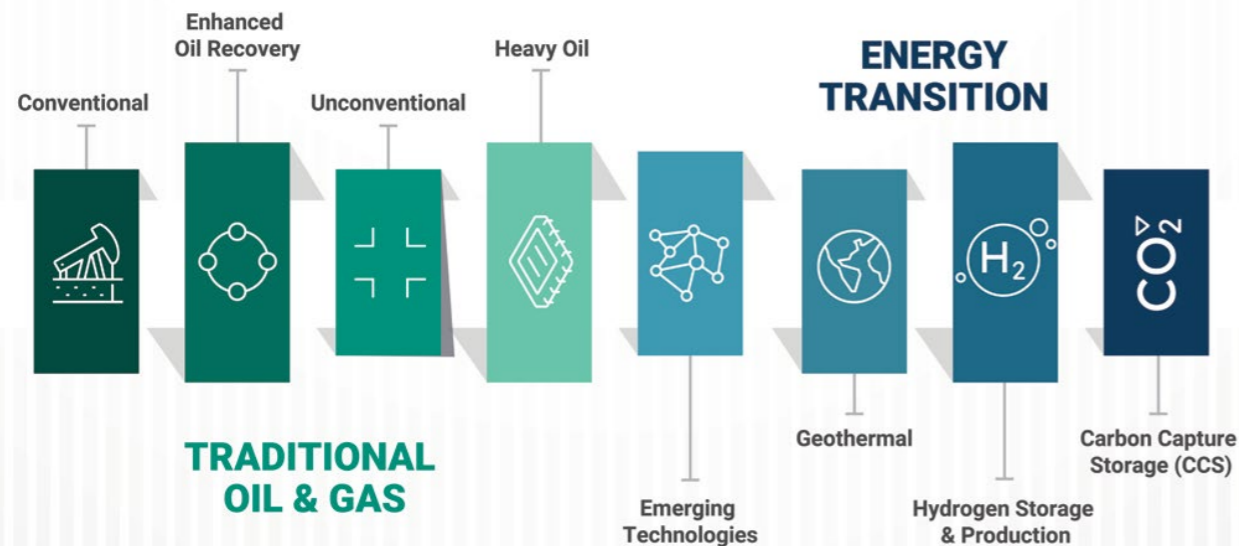 Enhanced
Oil Recovery
Heavy Oil
ENERGY
TRANSITION
Conventional
Unconventional
H2
CO2
TRADITIONAL
OIL & GAS
Geothermal
Carbon Capture
Storage (CCS)
Emerging
Technologies
Hydrogen Storage
& Production